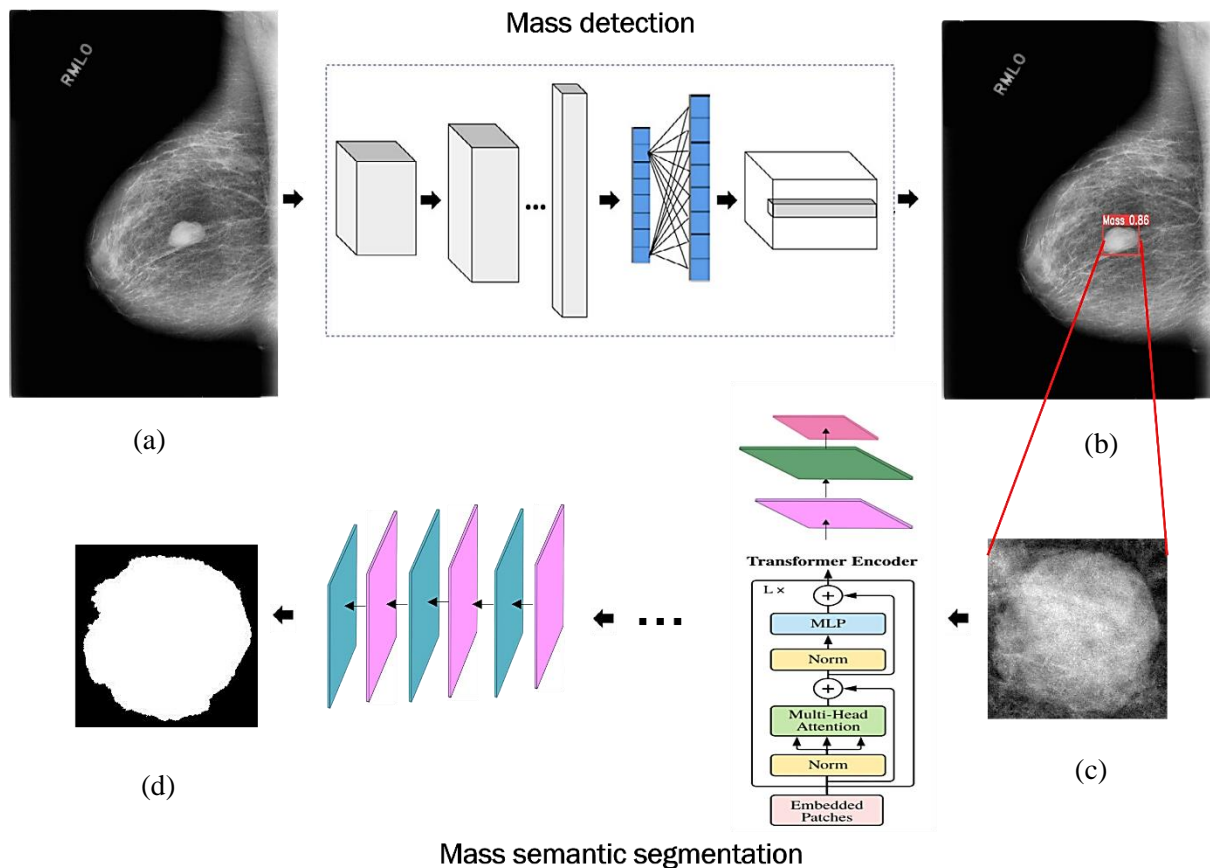 Mass detection
RMLO
RMLO
Mass 0.86
(a)
(b)
Transformer Encoder
L ×
+
MLP
Norm
+
Multi-Head
Attention
Norm
Embedded
Patches
(d)
(c)
Mass semantic segmentation